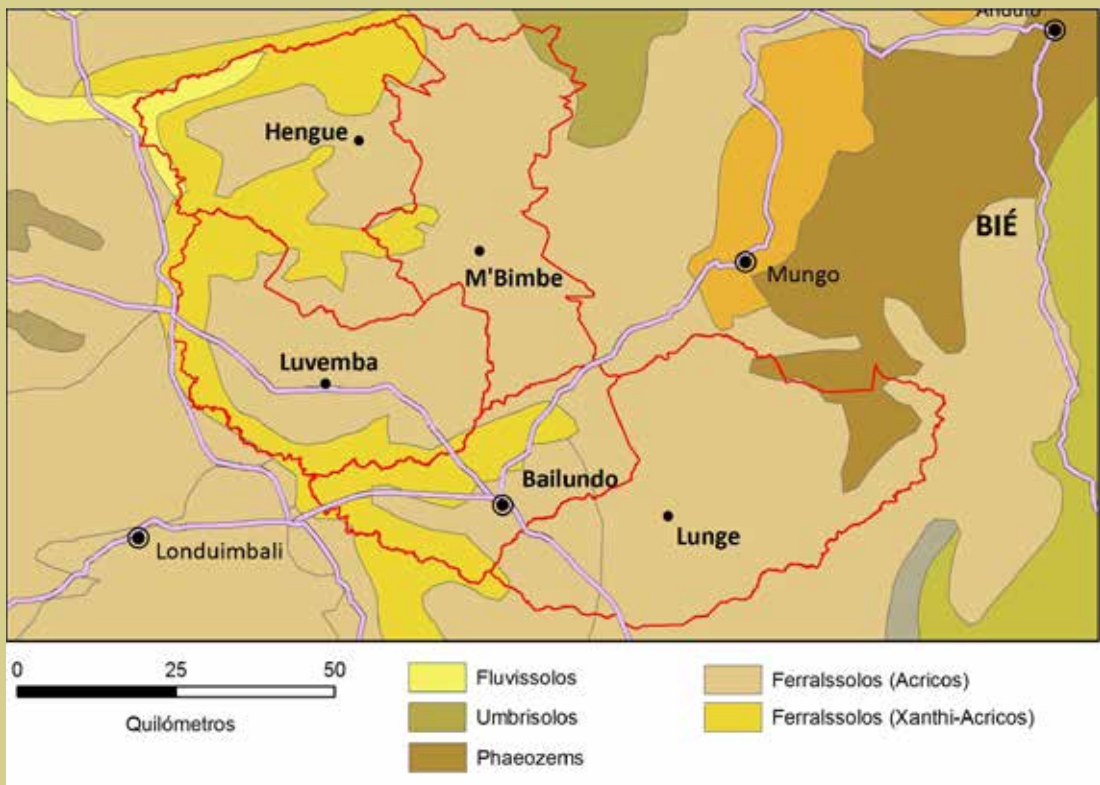 Andulo
Hengue
BIÉ
M'Bimbe
Mungo
Luvemba
Bailundo
Lunge
Londuimbali
0 25 50
Quilómetros
Fluvissolos
Umbrisolos
Phaeozems
Ferralssolos (Acricos)
Ferralssolos (Xanthi-Acricos)